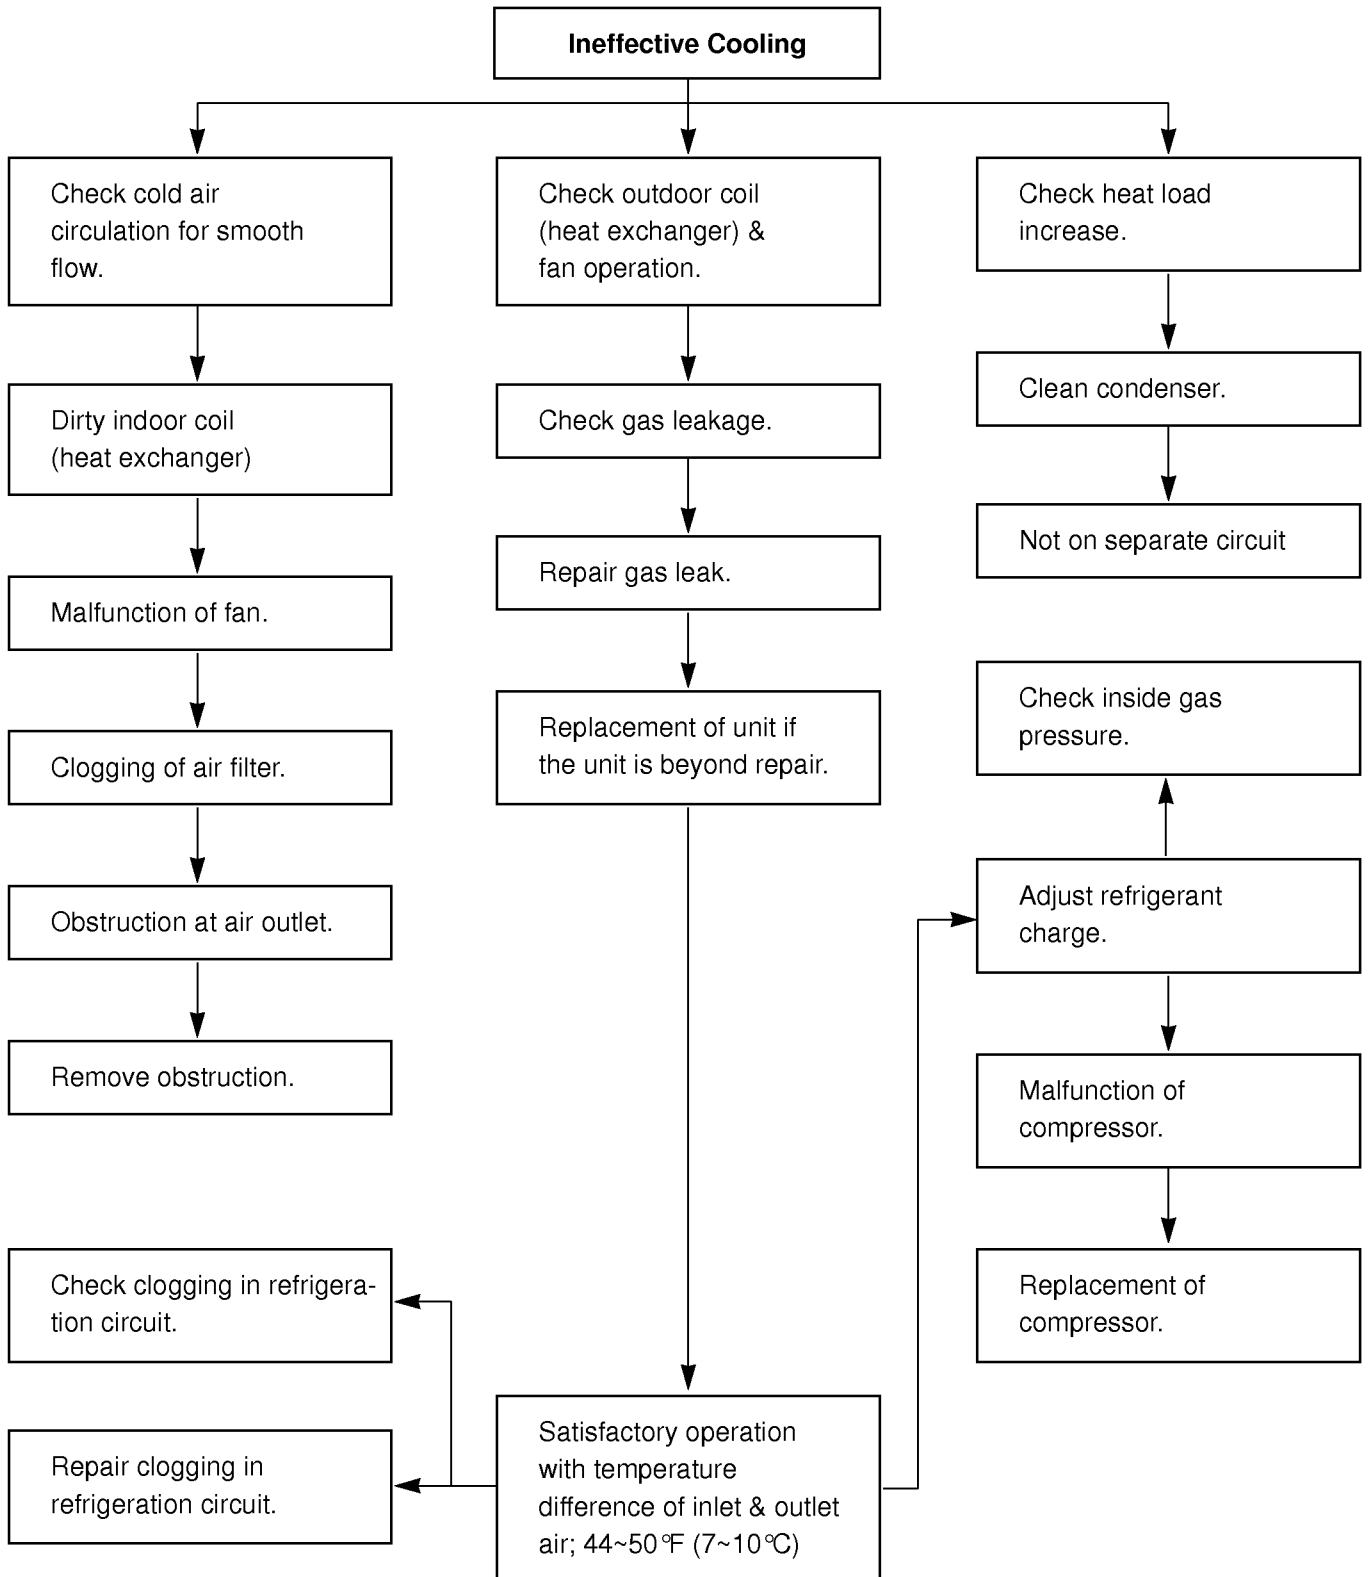 Ineffective Cooling
Check cold air
circulation for smooth
flow.
Dirty indoor coil
(heat exchanger)
Malfunction of fan.
Clogging of air filter.
Obstruction at air outlet.
Remove obstruction.
Check clogging in refrigera-
tion circuit.
Repair clogging in
refrigeration circuit.
Check outdoor coil
(heat exchanger) &
fan operation.
Check gas leakage.
Repair gas leak.
Replacement of unit if
the unit is beyond repair.
Satisfactory operation
with temperature
difference of inlet & outlet
air; 44~50°F (7~10°C)
Check heat load
increase.
Clean condenser.
Not on separate circuit
Check inside gas
pressure.
Adjust refrigerant
charge.
Malfunction of
compressor.
Replacement of
compressor.